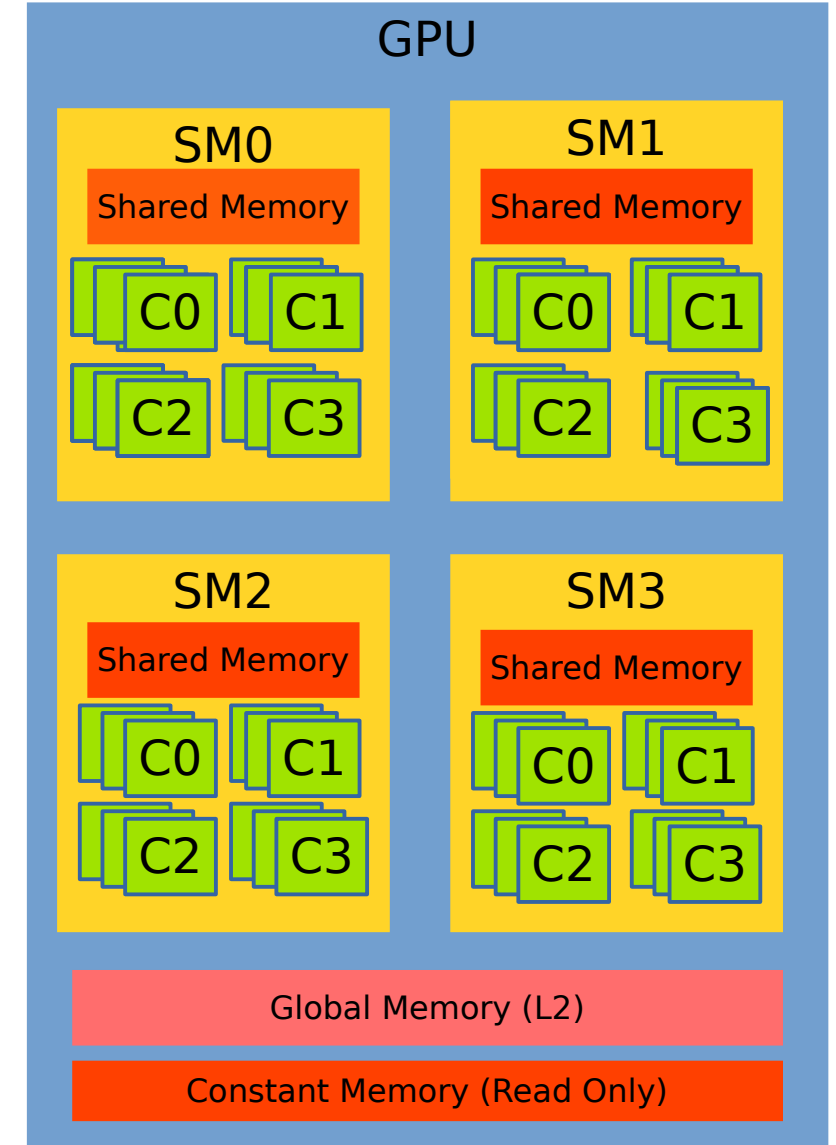 GPU
SM0
Shared Memory
C0
C1
C2
C3
SM1
Shared Memory
C0
C1
C2
C3
SM2
Shared Memory
C0
C1
C2
C3
SM3
Shared Memory
C0
C1
C2
C3
Global Memory (L2)
Constant Memory (Read Only)